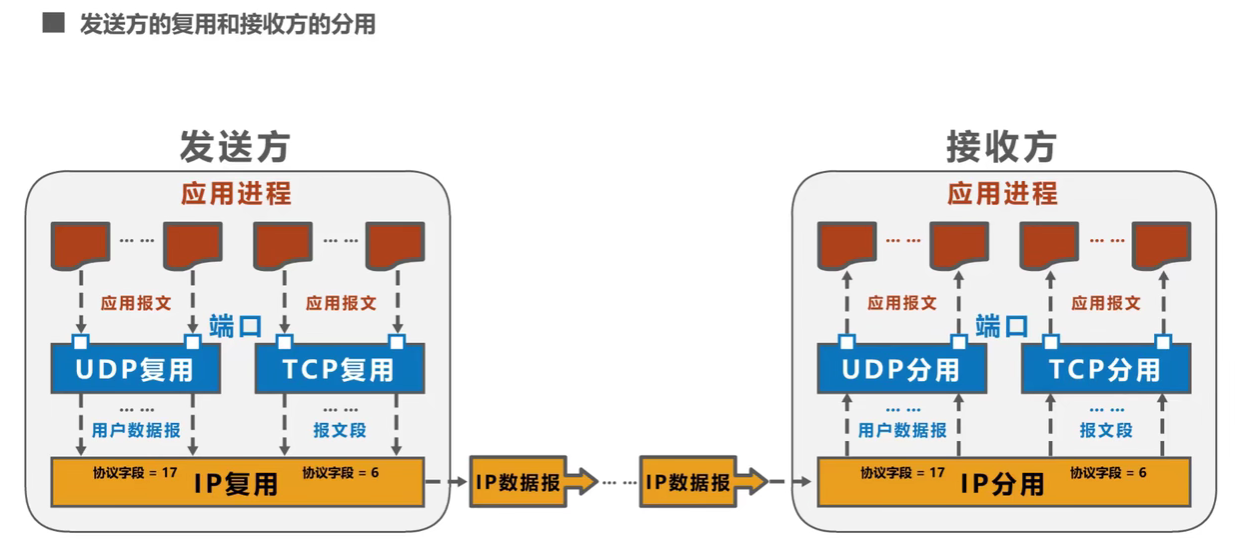 发送方的复用和接收方的分用
发送方
应用进程
... ... ... ...
应用报文 应用报文
端口
UDP复用 TCP复用
... ... ... ...
用户数据报 报文段
协议字段 = 17 协议字段 = 6
IP复用
IP数据报 ... ... IP数据报
接收方
应用进程
... ... ... ...
应用报文 应用报文
端口
UDP分用 TCP分用
... ... ... ...
用户数据报 报文段
协议字段 = 17 协议字段 = 6
IP分用